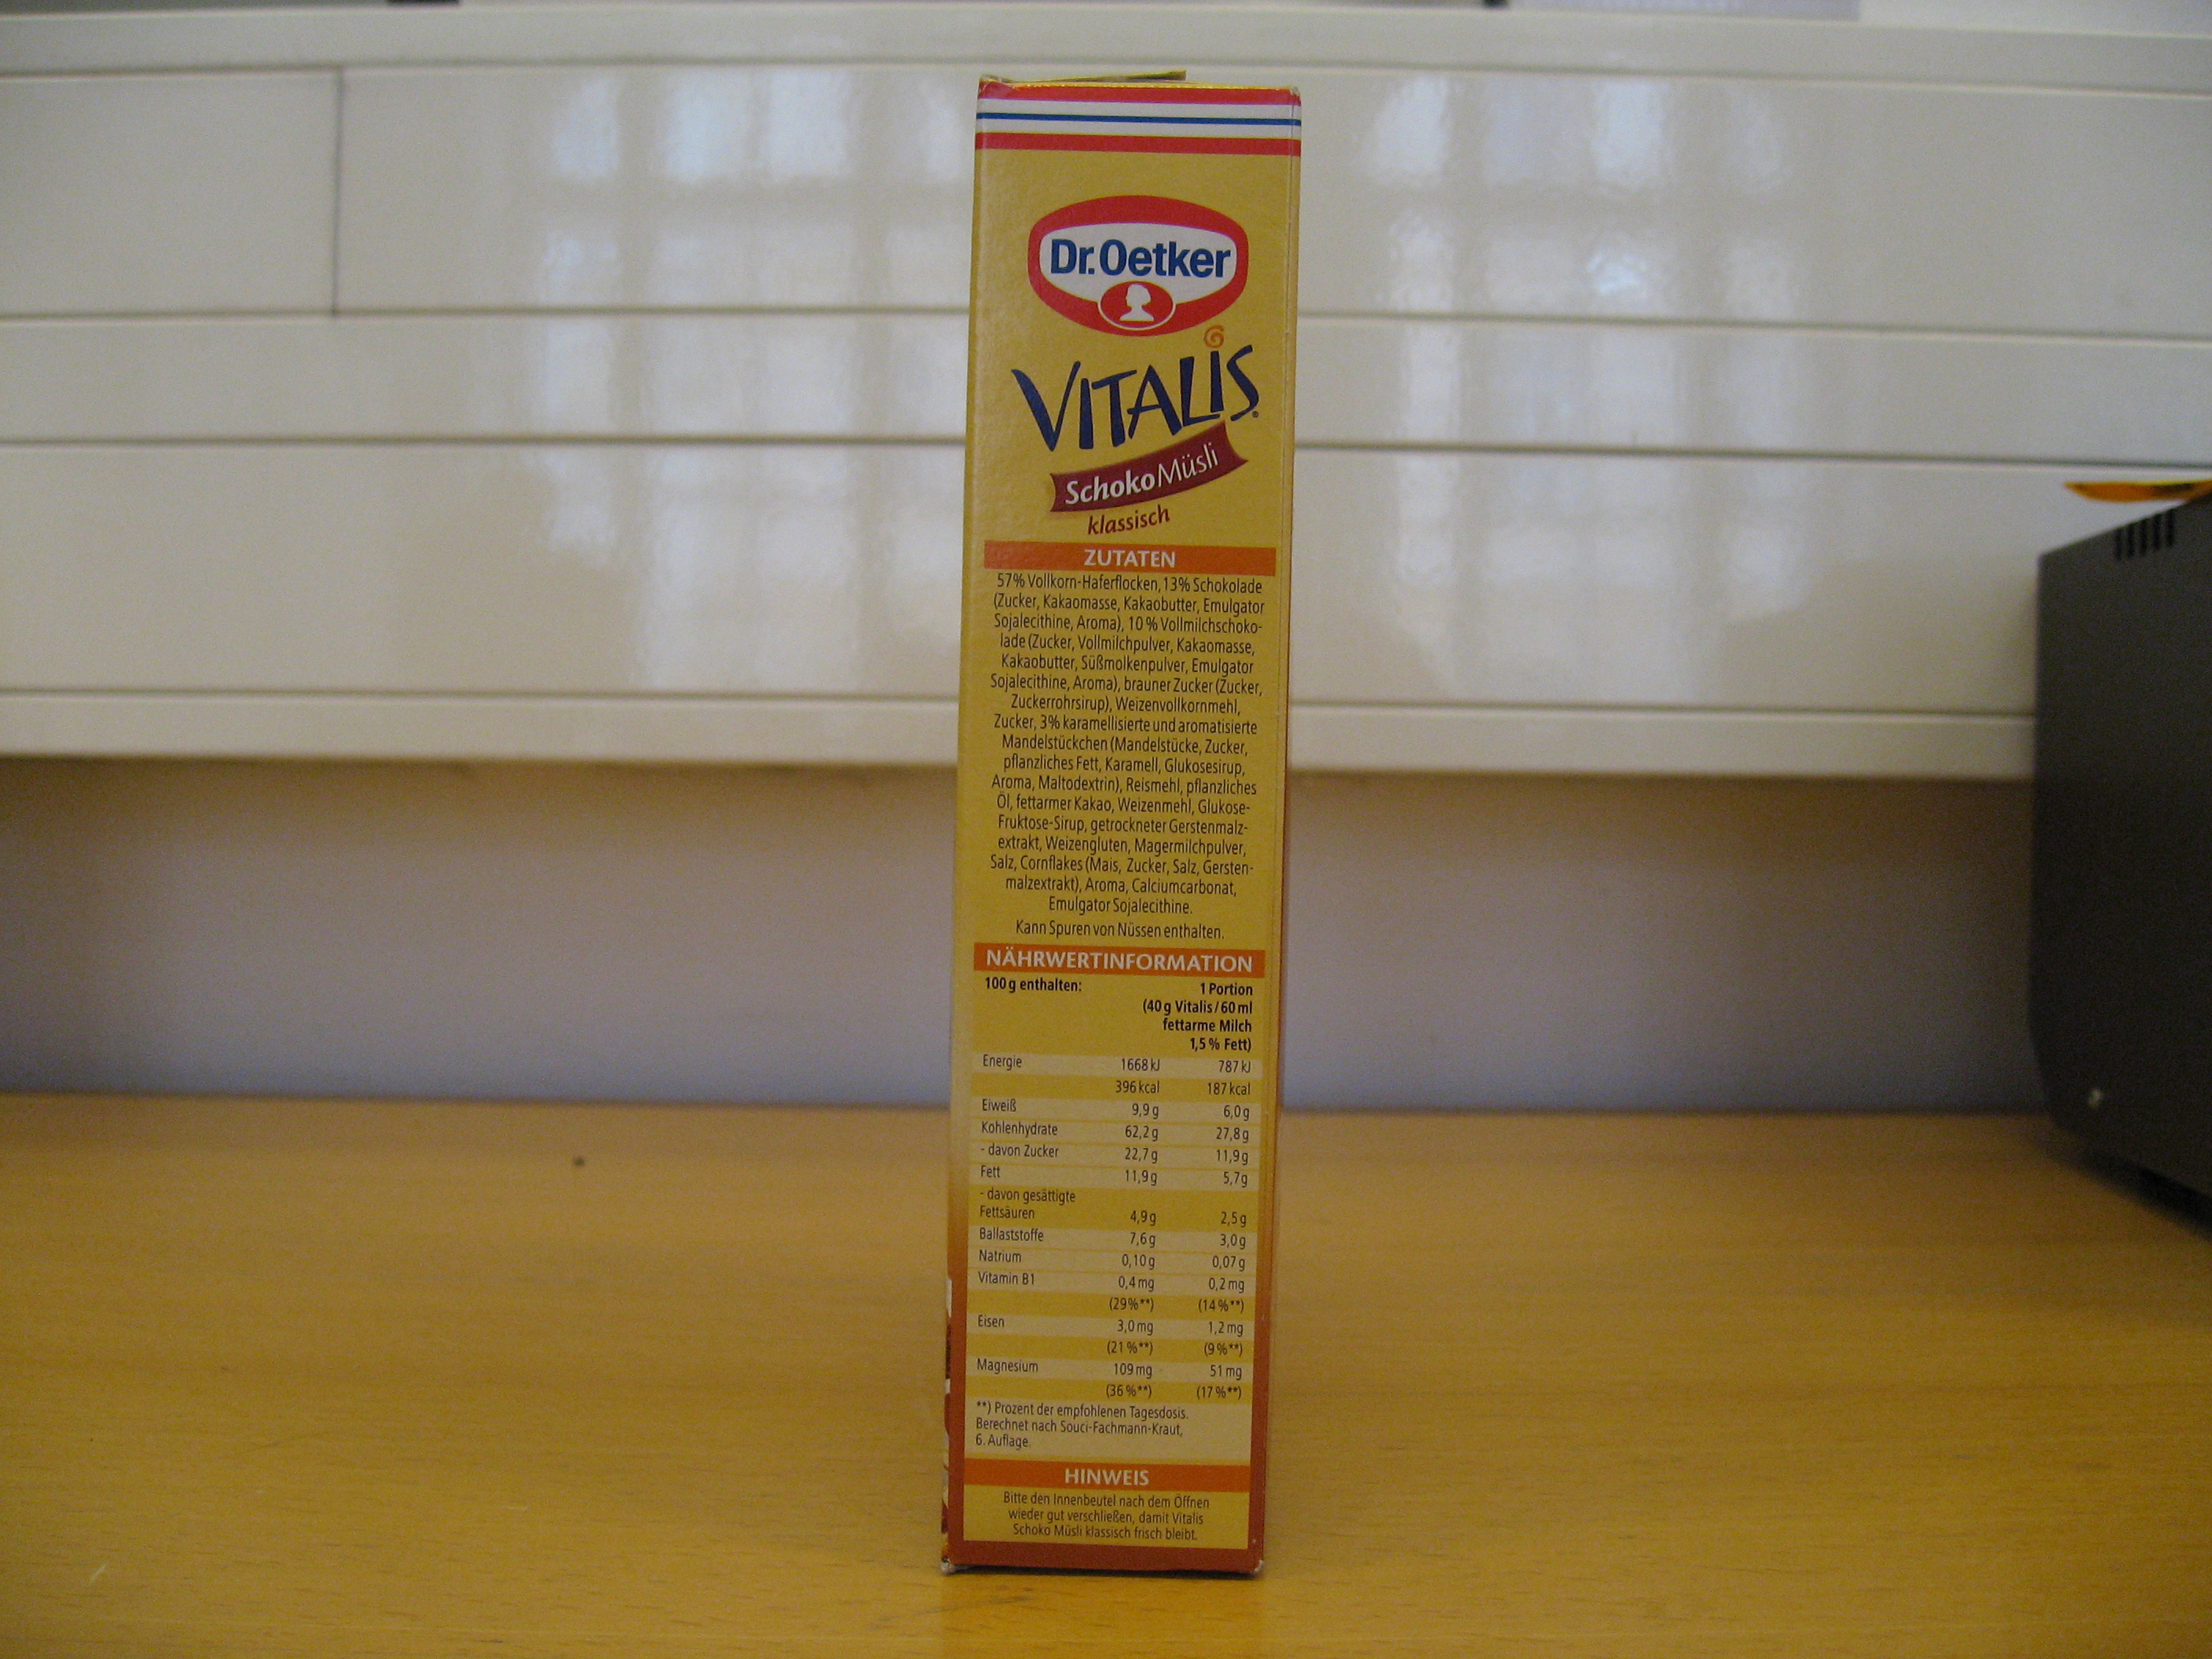 Dr. Oetker
VITALIS
SchokoMüsli
klassisch
ZUTATEN
57% Vollkorn-Haferflocken, 13% Schokolade
(Zucker, Kakaomasse, Kakaobutter, Emulgator
Sojalecithine, Aroma), 10 % Vollmilchschoko-
lade (Zucker, Vollmilchpulver, Kakaomasse,
Kakaobutter, Süßmolkenpulver, Emulgator
Sojalecithine, Aroma), brauner Zucker (Zucker,
Zuckerrohrsirup), Weizenvollkornmehl,
Zucker, 3% karamellisierte und aromatisierte
Mandelstückchen (Mandelstücke, Zucker,
pflanzliches Fett, Karamell, Glukosesirup,
Aroma, Maltodextrin), Reismehl, pflanzliches
Öl, fettarmer Kakao, Weizenmehl, Glukose-
Fruktose-Sirup, getrockneter Gerstenmalz-
extrakt, Weizengluten, Magermilchpulver,
Salz, Cornflakes (Mais, Zucker, Salz, Gersten-
malzextrakt), Aroma, Calciumcarbonat,
Emulgator Sojalecithine.
Kann Spuren von Nüssen enthalten.
NÄHRWERTINFORMATION
100 g enthalten: 1 Portion
(40 g Vitalis / 60 ml
fettarme Milch
1,5 % Fett)
Energie 1668 kJ 787 kJ
396 kcal 187 kcal
Eiweiß 9,9 g 6,0 g
Kohlenhydrate 62,2 g 27,8 g
- davon Zucker 22,7 g 11,9 g
Fett 11,9 g 5,7 g
- davon gesättigte
Fettsäuren 4,9 g 2,5 g
Ballaststoffe 7,6 g 3,0 g
Natrium 0,10 g 0,07 g
Vitamin B1 0,4 mg 0,2 mg
(29 %**) (14 %**)
Eisen 3,0 mg 1,2 mg
(21 %**) (9 %**)
Magnesium 109 mg 51 mg
(36 %**) (17 %**)
**) Prozent der empfohlenen Tagesdosis.
Berechnet nach Souci-Fachmann-Kraut,
6. Auflage.
HINWEIS
Bitte den Innenbeutel nach dem Öffnen
wieder gut verschließen, damit Vitalis
Schoko Müsli klassisch frisch bleibt.